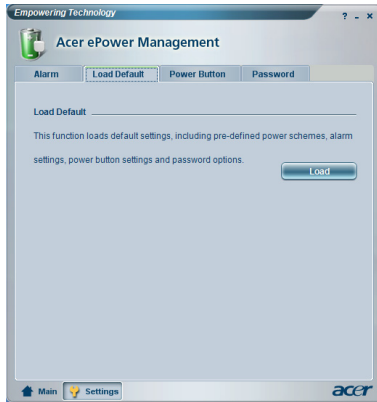 Empowering Technology
? - ×
Acer ePower Management
Alarm Load Default Power Button Password
Load Default
This function loads default settings, including pre-defined power schemes, alarm
settings, power button settings and password options.
Load
Main Settings
acer